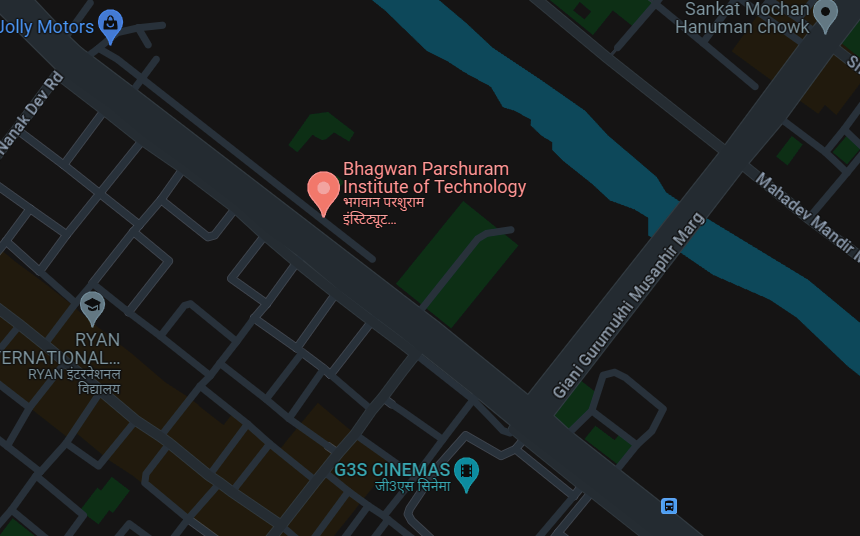 Sankat Mochan
Hanuman chowk
Jolly Motors
Nanak Dev Rd
Bhagwan Parshuram
Institute of Technology
भगवान परशुराम
इंस्टिट्यूट...
Mahadev Mandir
Giani Gurumukhi Musaphir Marg
RYAN
ERNATIONAL...
RYAN इंटरनेशनल
विद्यालय
G3S CINEMAS
जी3एस सिनेमा